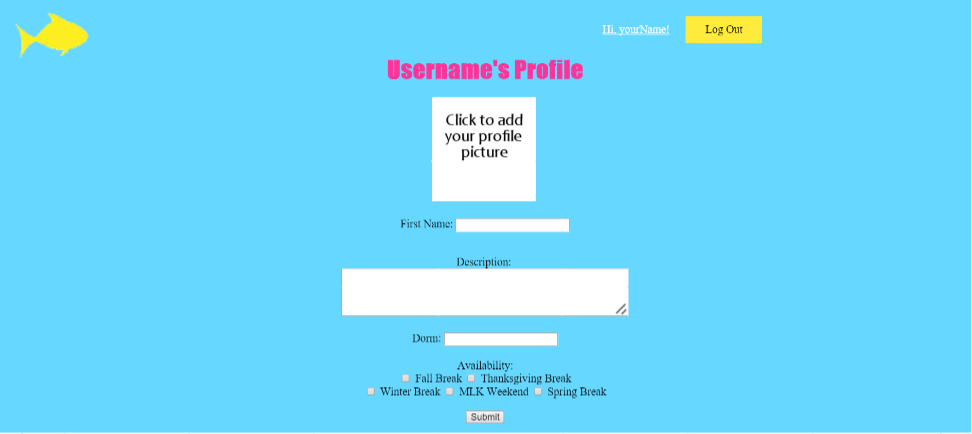 Hi, yourName! Log Out
Username's Profile
Click to add
your profile
picture
First Name:
Description:
Dorm:
Availability:
Fall Break Thanksgiving Break
Winter Break MLK Weekend Spring Break
Submit